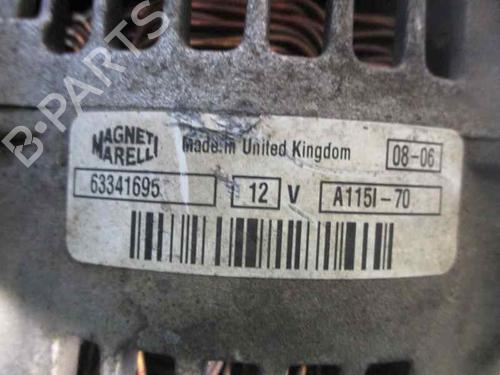 MAGNETI MARELLI
Made in United Kingdom
08-06
63341695
12 V
A115I-70
B-PARTS